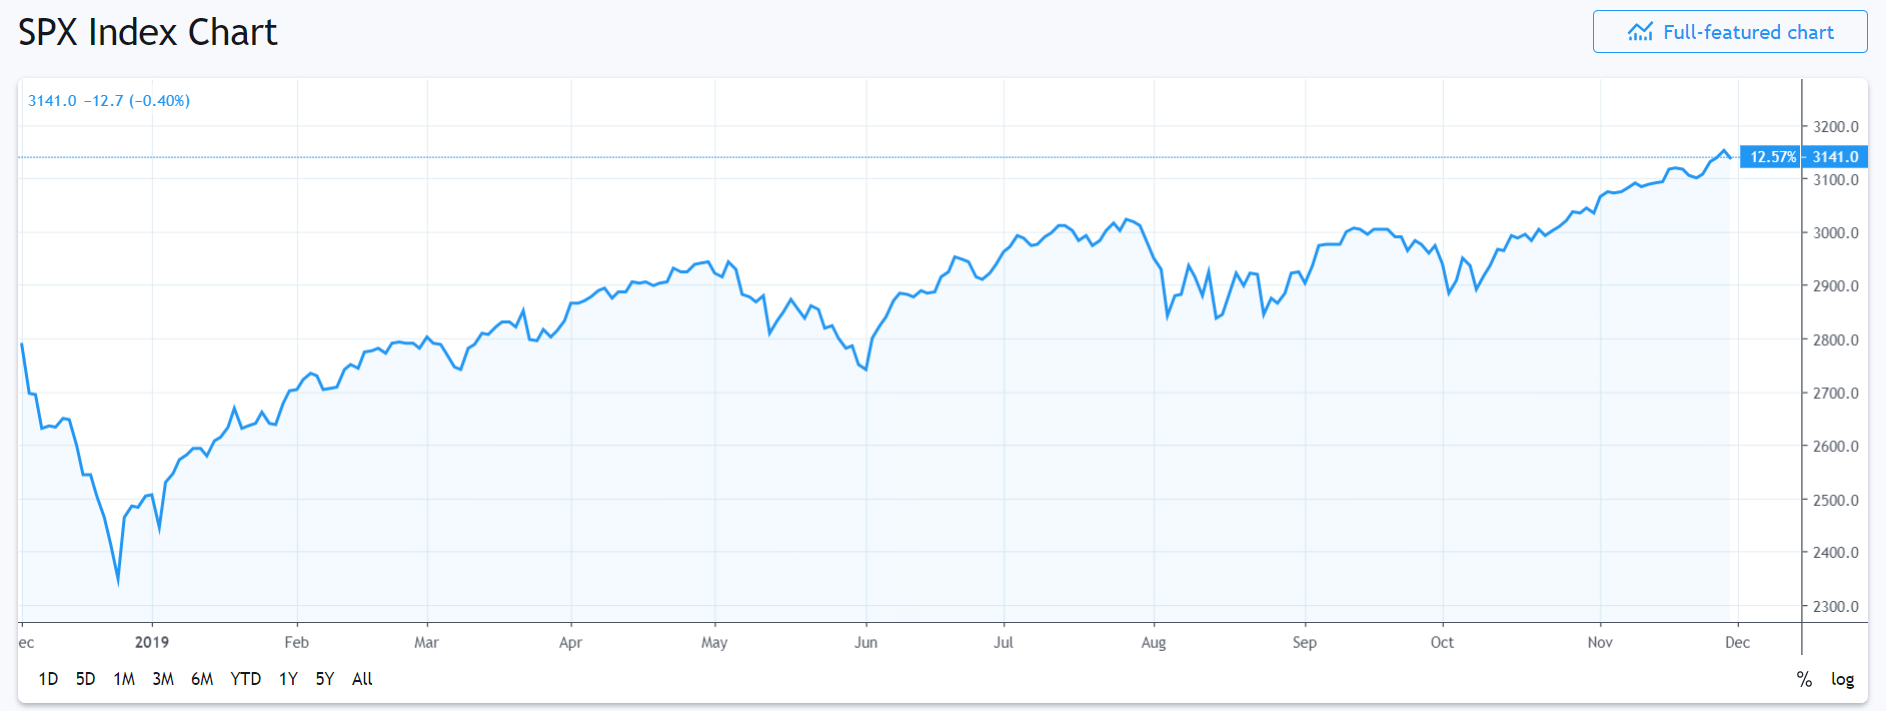 SPX Index Chart
Full-featured chart
3141.0 −12.7 (−0.40%)
3200.0
12.57% 3141.0
3100.0
3000.0
2900.0
2800.0
2700.0
2600.0
2500.0
2400.0
2300.0
ec 2019 Feb Mar Apr May Jun Jul Aug Sep Oct Nov Dec
1D 5D 1M 3M 6M YTD 1Y 5Y All % log